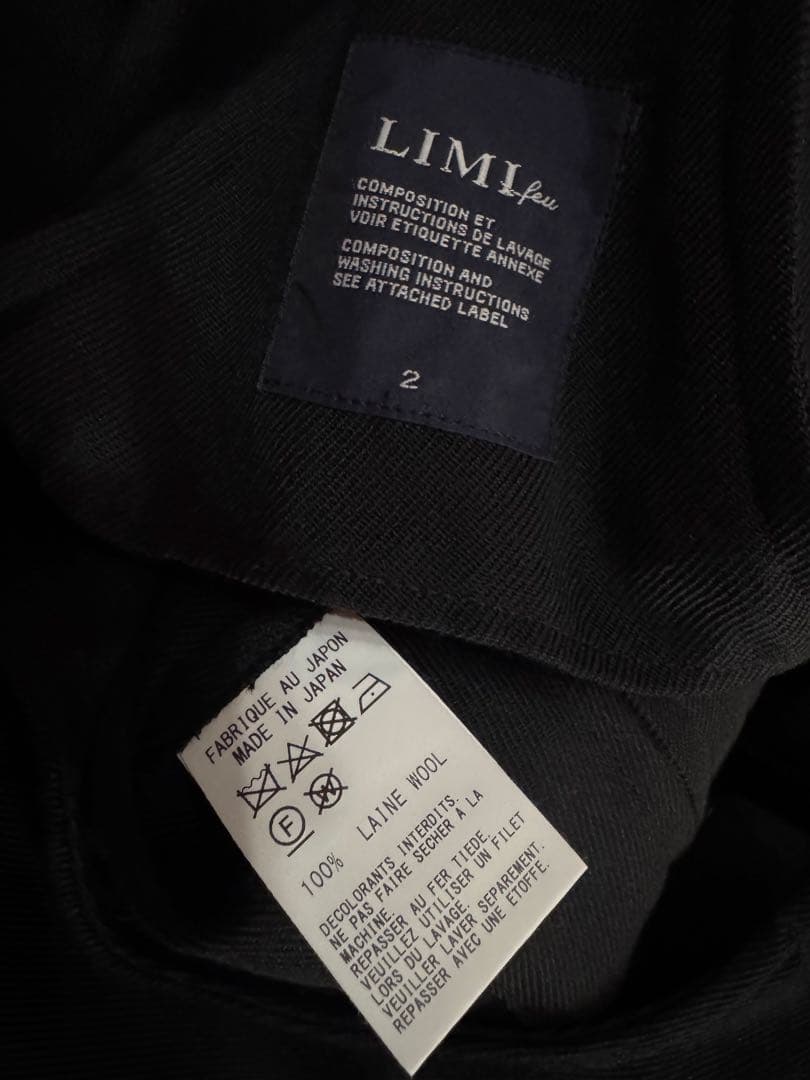 LIMI feu
COMPOSITION ET
INSTRUCTIONS DE LAVAGE
VOIR ETIQUETTE ANNEXE
COMPOSITION AND
WASHING INSTRUCTIONS
SEE ATTACHED LABEL
2
FABRIQUE AU JAPON
MADE IN JAPAN
F W
100% LAINE WOOL
DECOLORANTS INTERDITS.
NE PAS FAIRE SECHER À LA
MACHINE.
REPASSER AU FER TIEDE.
VEUILLEZ UTILISER UN FILET
LORS DU LAVAGE.
VEUILLER LAVER SEPAREMENT.
REPASSER AVEC UNE ETOFFE.